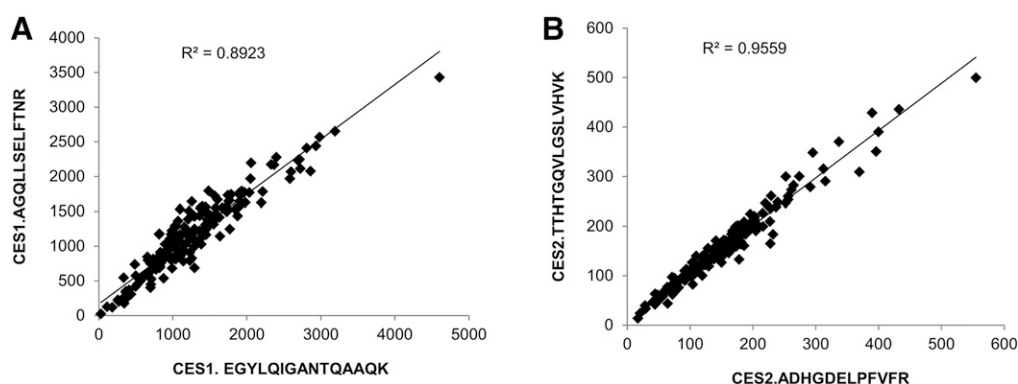 A
R² = 0.8923
CES1.AGQLLSELFTNR
4000
3500
3000
2500
2000
1500
1000
500
0
0 1000 2000 3000 4000 5000
CES1. EGYLQIGANTQAAQK
B
R² = 0.9559
CES2.TTHTGQVLGSLVHVK
600
500
400
300
200
100
0
0 100 200 300 400 500 600
CES2.ADHGDELPFVFR